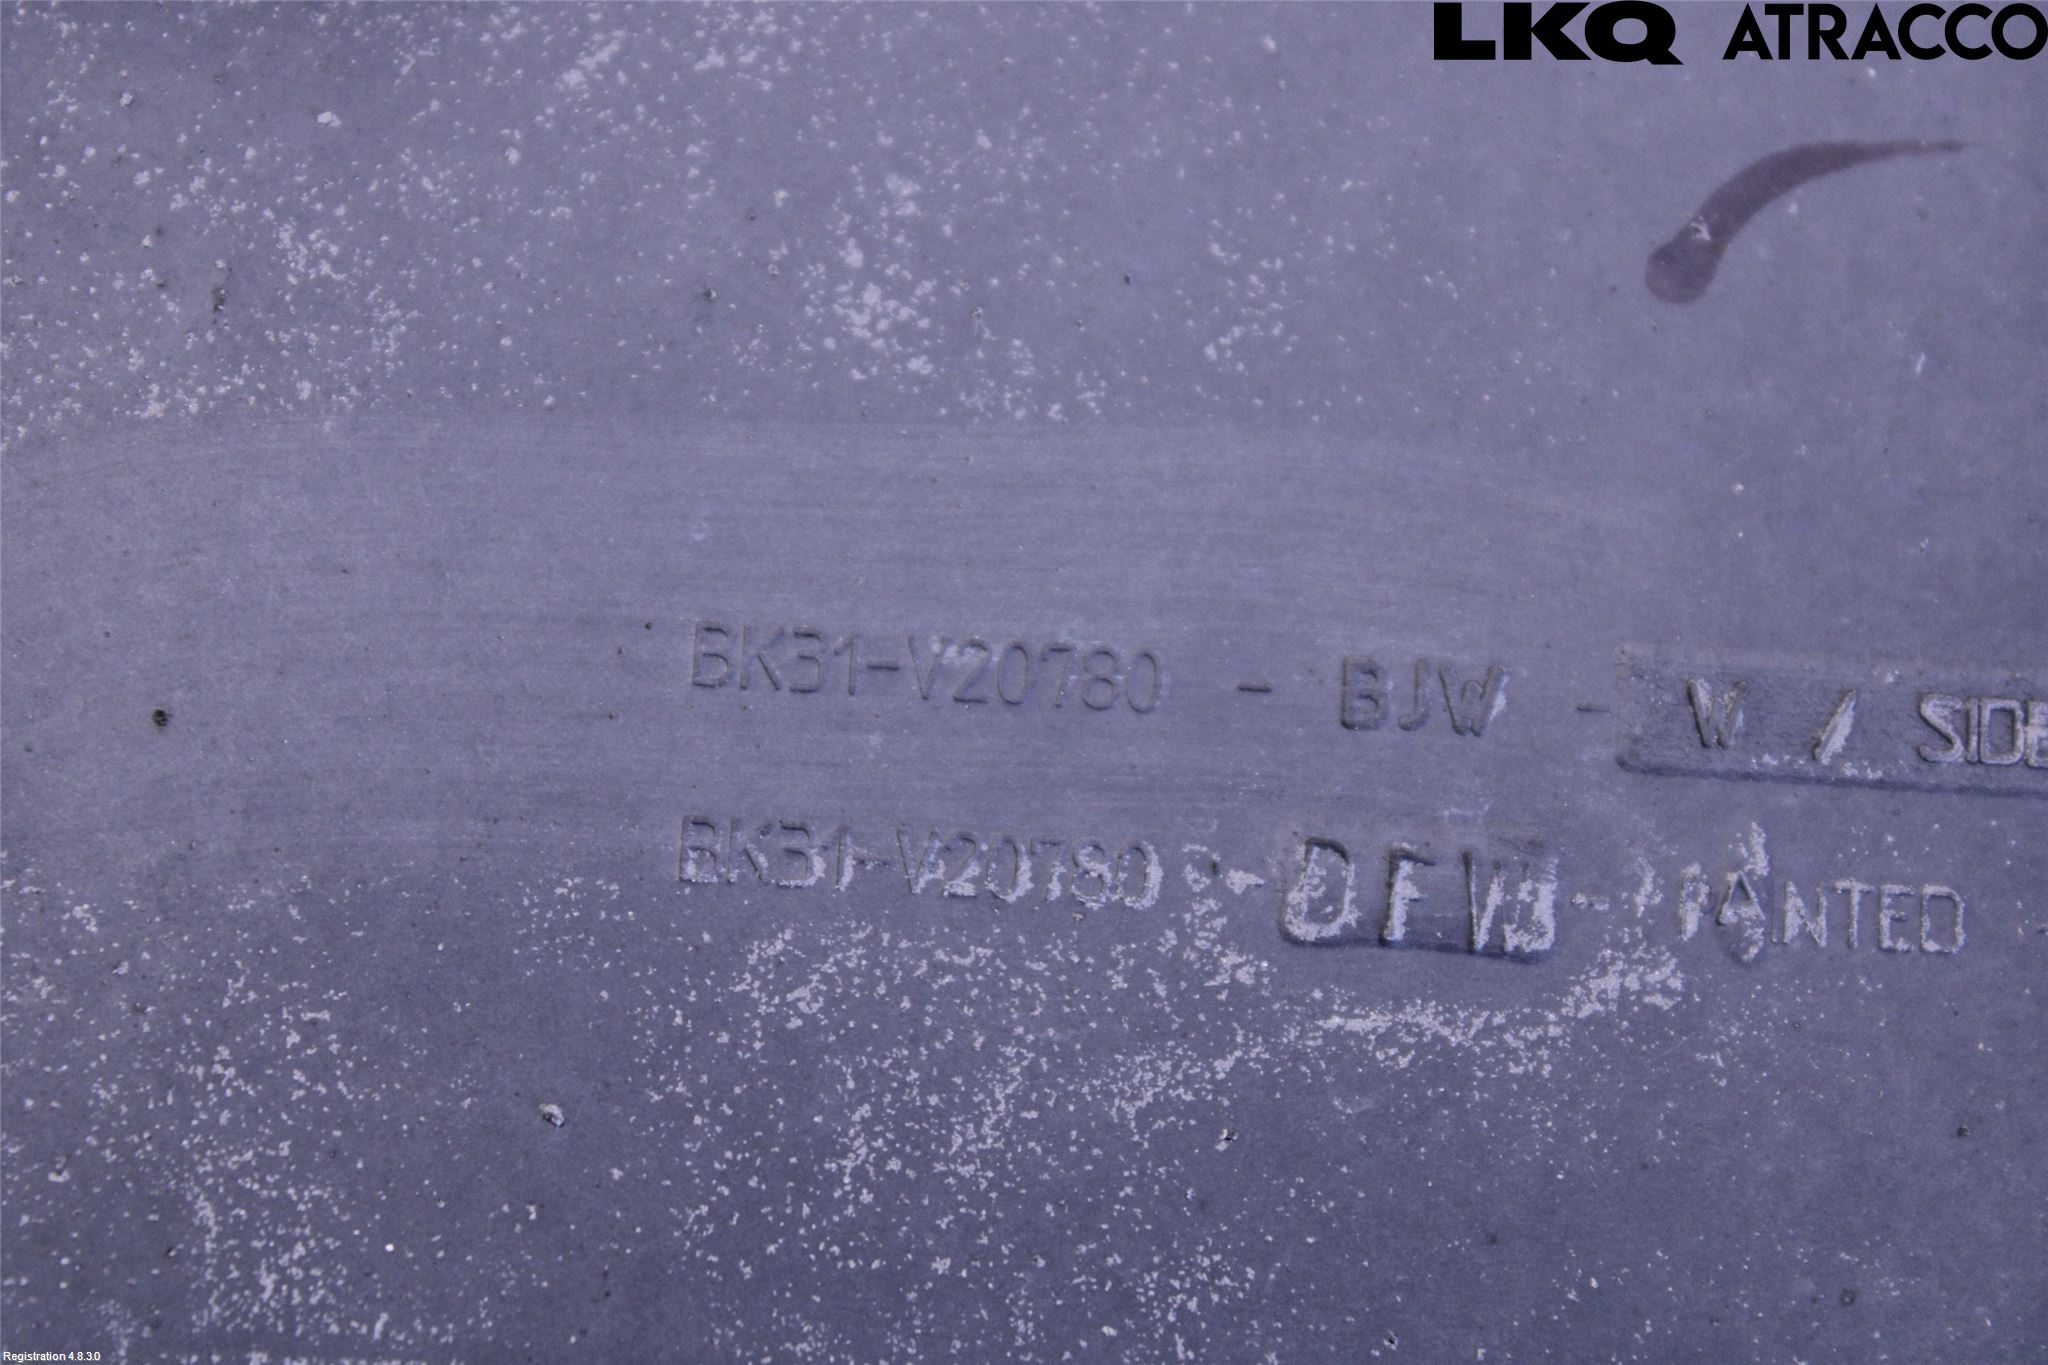 LKQ ATRACCO
BK31-V20780 - BJW - W / SIDE
BK31-V20780 - DFW - PAINTED
Registration 4.8.3.0